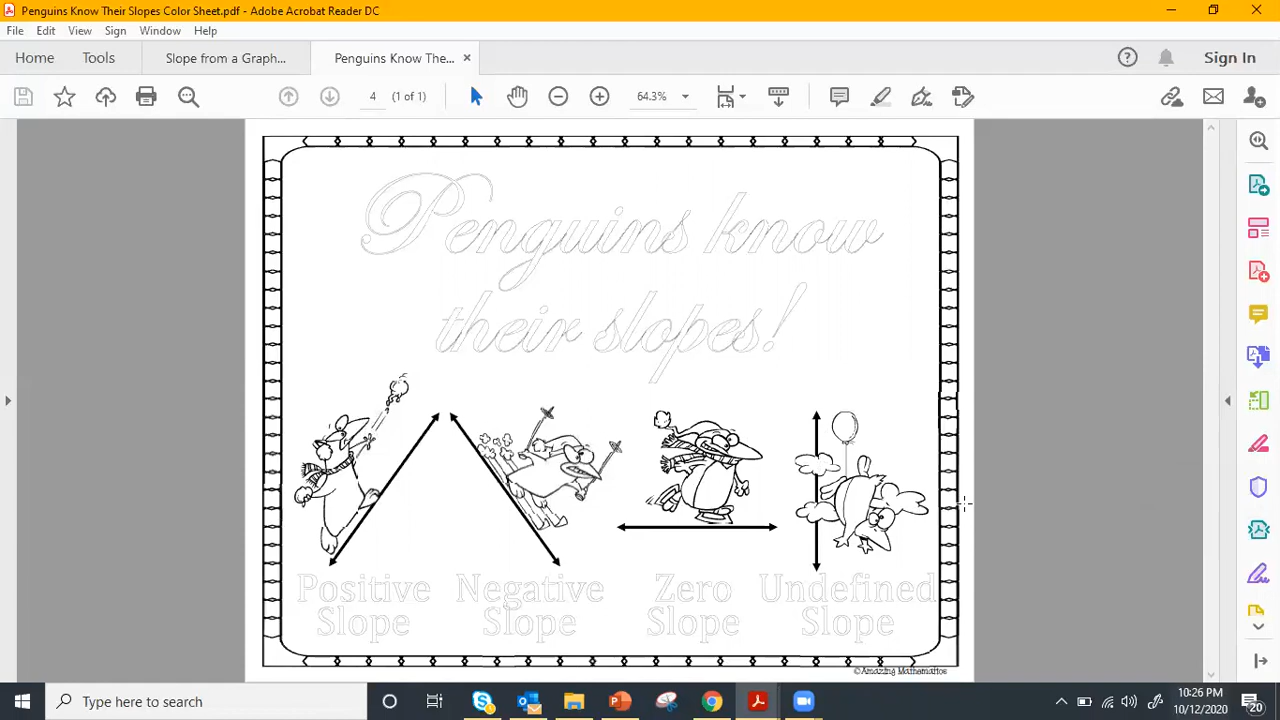 Penguins Know Their Slopes Color Sheet.pdf - Adobe Acrobat Reader DC
File Edit View Sign Window Help
Home Tools Slope from a Graph... Penguins Know The... Sign In
4 (1 of 1) 64.3%
Penguins know
their slopes!
Positive Negative Zero Undefined
Slope Slope Slope Slope
©Amazing Mathematics
Type here to search
10:26 PM
10/12/2020
20